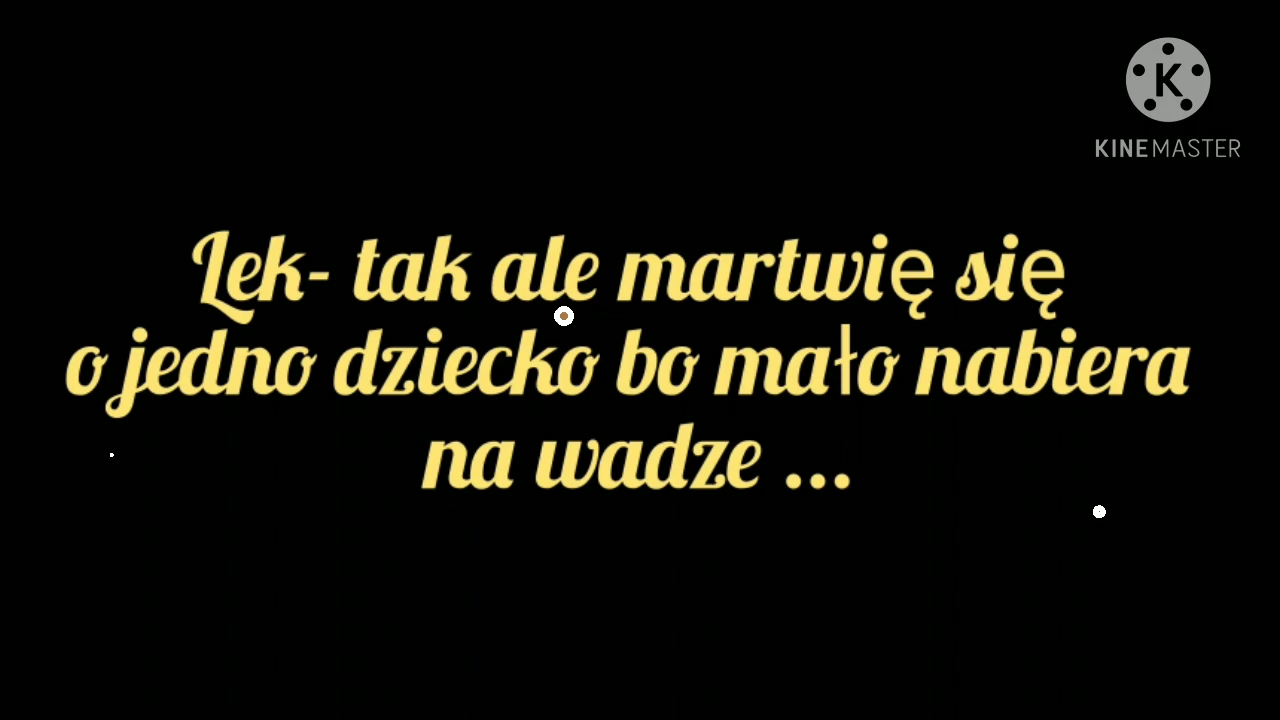 K
KINEMASTER
Lek- tak ale martwię się
o jedno dziecko bo mało nabiera
na wadze ...